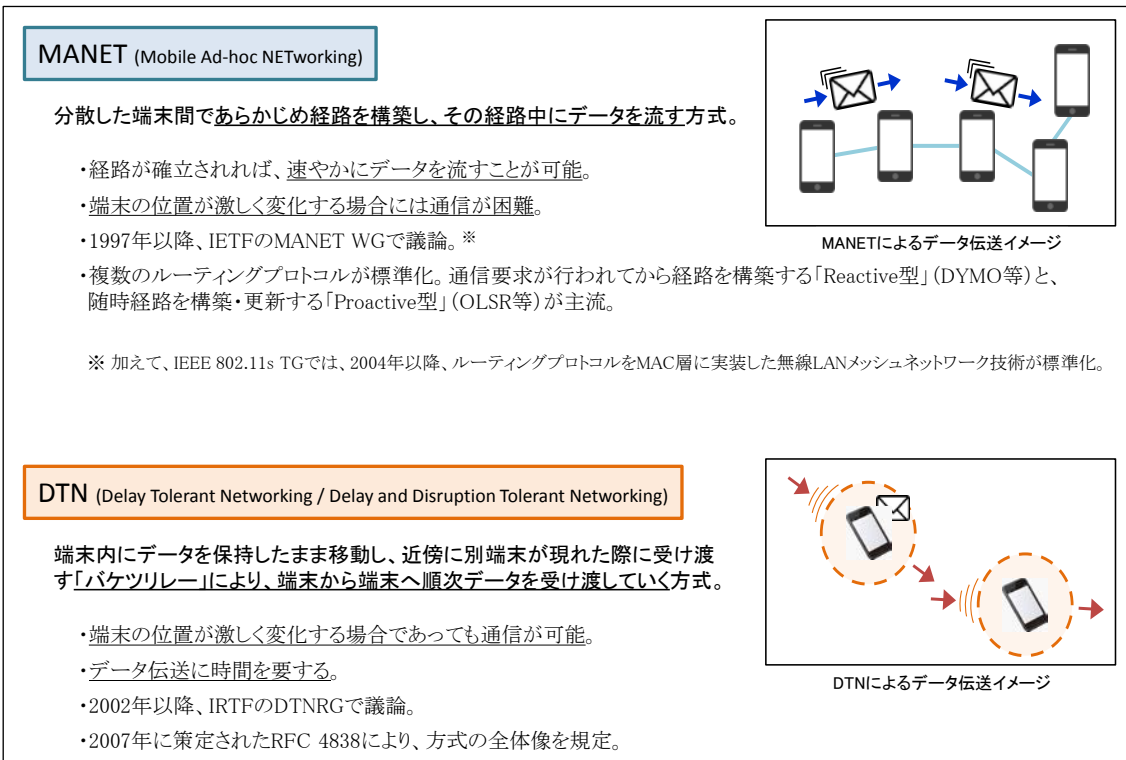 MANET (Mobile Ad-hoc NETworking)
分散した端末間であらかじめ経路を構築し、その経路中にデータを流す方式。
・経路が確立されれば、速やかにデータを流すことが可能。
・端末の位置が激しく変化する場合には通信が困難。
・1997年以降、IETFのMANET WGで議論。※
・複数のルーティングプロトコルが標準化。通信要求が行われてから経路を構築する「Reactive型」(DYMO等)と、
随時経路を構築・更新する「Proactive型」(OLSR等)が主流。
※ 加えて、IEEE 802.11s TGでは、2004年以降、ルーティングプロトコルをMAC層に実装した無線LANメッシュネットワーク技術が標準化。
MANETによるデータ伝送イメージ
DTN (Delay Tolerant Networking / Delay and Disruption Tolerant Networking)
端末内にデータを保持したまま移動し、近傍に別端末が現れた際に受け渡
す「バケツリレー」により、端末から端末へ順次データを受け渡していく方式。
・端末の位置が激しく変化する場合であっても通信が可能。
・データ伝送に時間を要する。
・2002年以降、IRTFのDTNRGで議論。
・2007年に策定されたRFC 4838により、方式の全体像を規定。
DTNによるデータ伝送イメージ